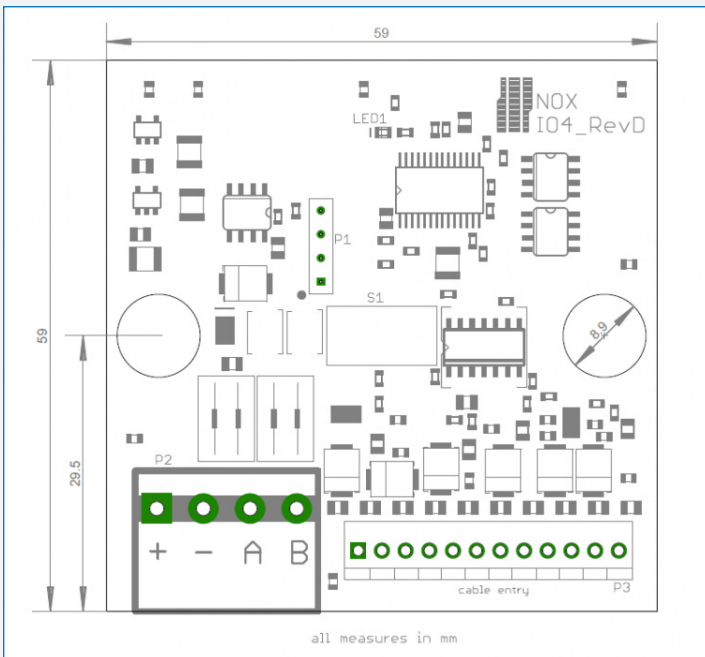 59
NOX
IO4_RevD
LED1
P1
S1
59
8.9
29.5
P2
+ - A B
cable entry
P3
all measures in mm